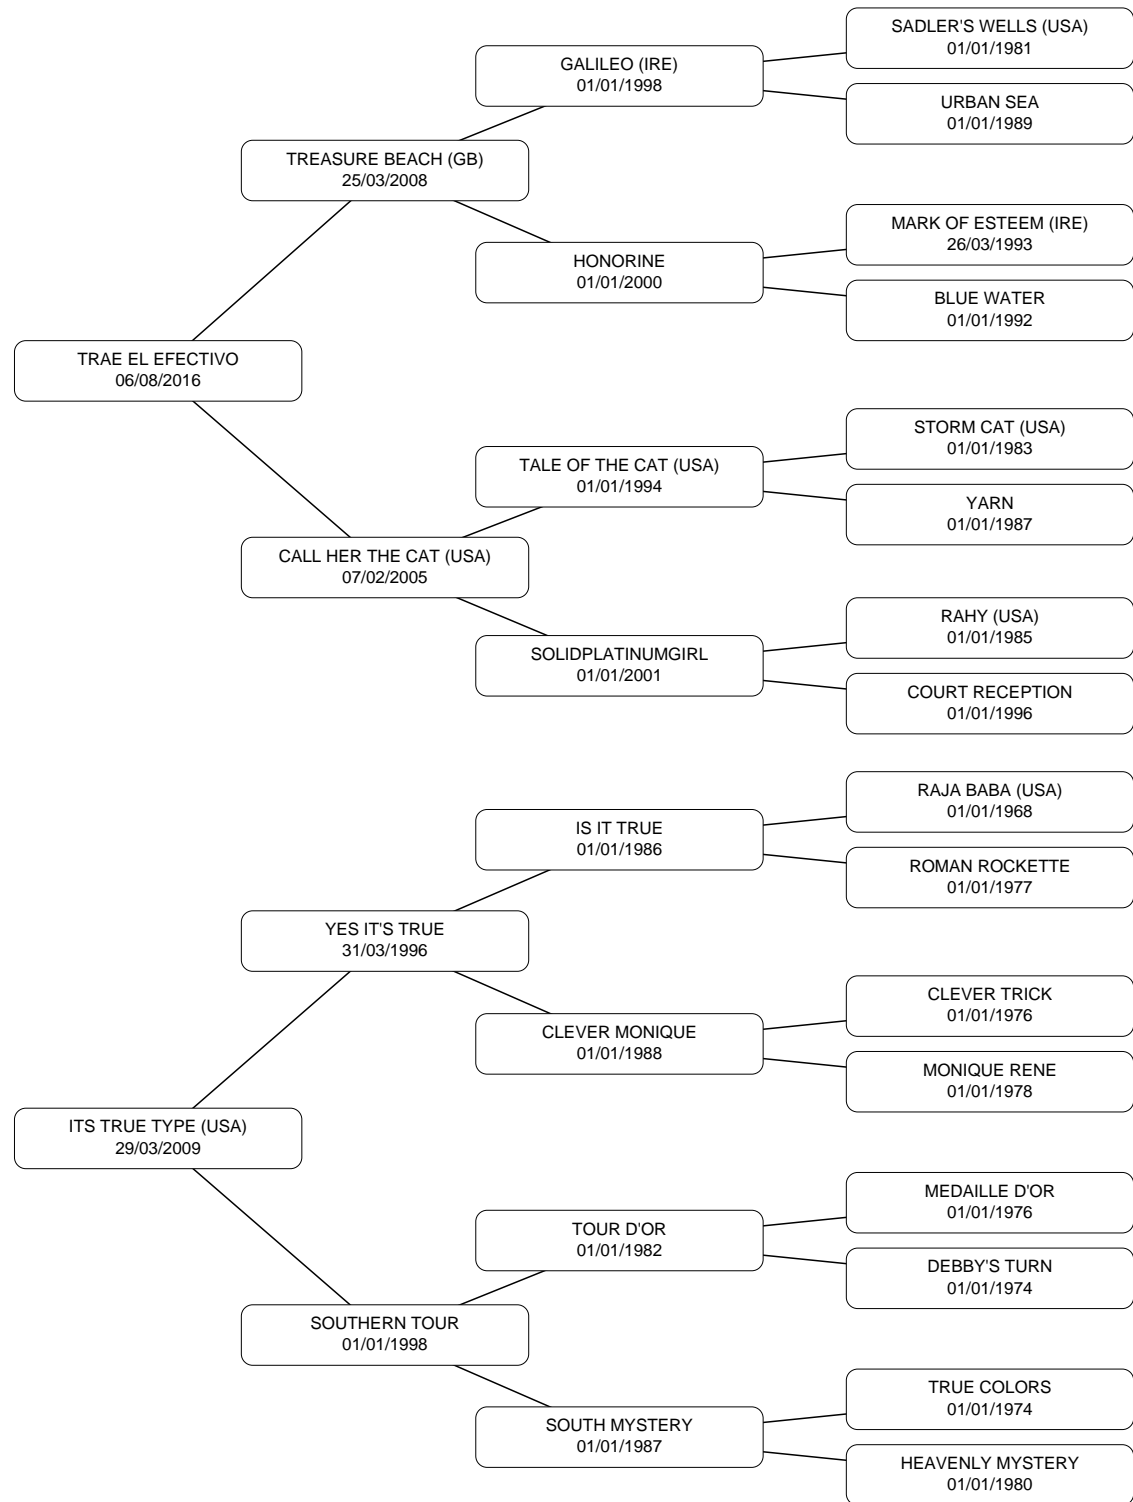 SADLER'S WELLS (USA)
01/01/1981
GALILEO (IRE)
01/01/1998
URBAN SEA
01/01/1989
TREASURE BEACH (GB)
25/03/2008
MARK OF ESTEEM (IRE)
26/03/1993
HONORINE
01/01/2000
BLUE WATER
01/01/1992
TRAE EL EFECTIVO
06/08/2016
STORM CAT (USA)
01/01/1983
TALE OF THE CAT (USA)
01/01/1994
YARN
01/01/1987
CALL HER THE CAT (USA)
07/02/2005
RAHY (USA)
01/01/1985
SOLIDPLATINUMGIRL
01/01/2001
COURT RECEPTION
01/01/1996
RAJA BABA (USA)
01/01/1968
IS IT TRUE
01/01/1986
ROMAN ROCKETTE
01/01/1977
YES IT'S TRUE
31/03/1996
CLEVER TRICK
01/01/1976
CLEVER MONIQUE
01/01/1988
MONIQUE RENE
01/01/1978
ITS TRUE TYPE (USA)
29/03/2009
MEDAILLE D'OR
01/01/1976
TOUR D'OR
01/01/1982
DEBBY'S TURN
01/01/1974
SOUTHERN TOUR
01/01/1998
TRUE COLORS
01/01/1974
SOUTH MYSTERY
01/01/1987
HEAVENLY MYSTERY
01/01/1980